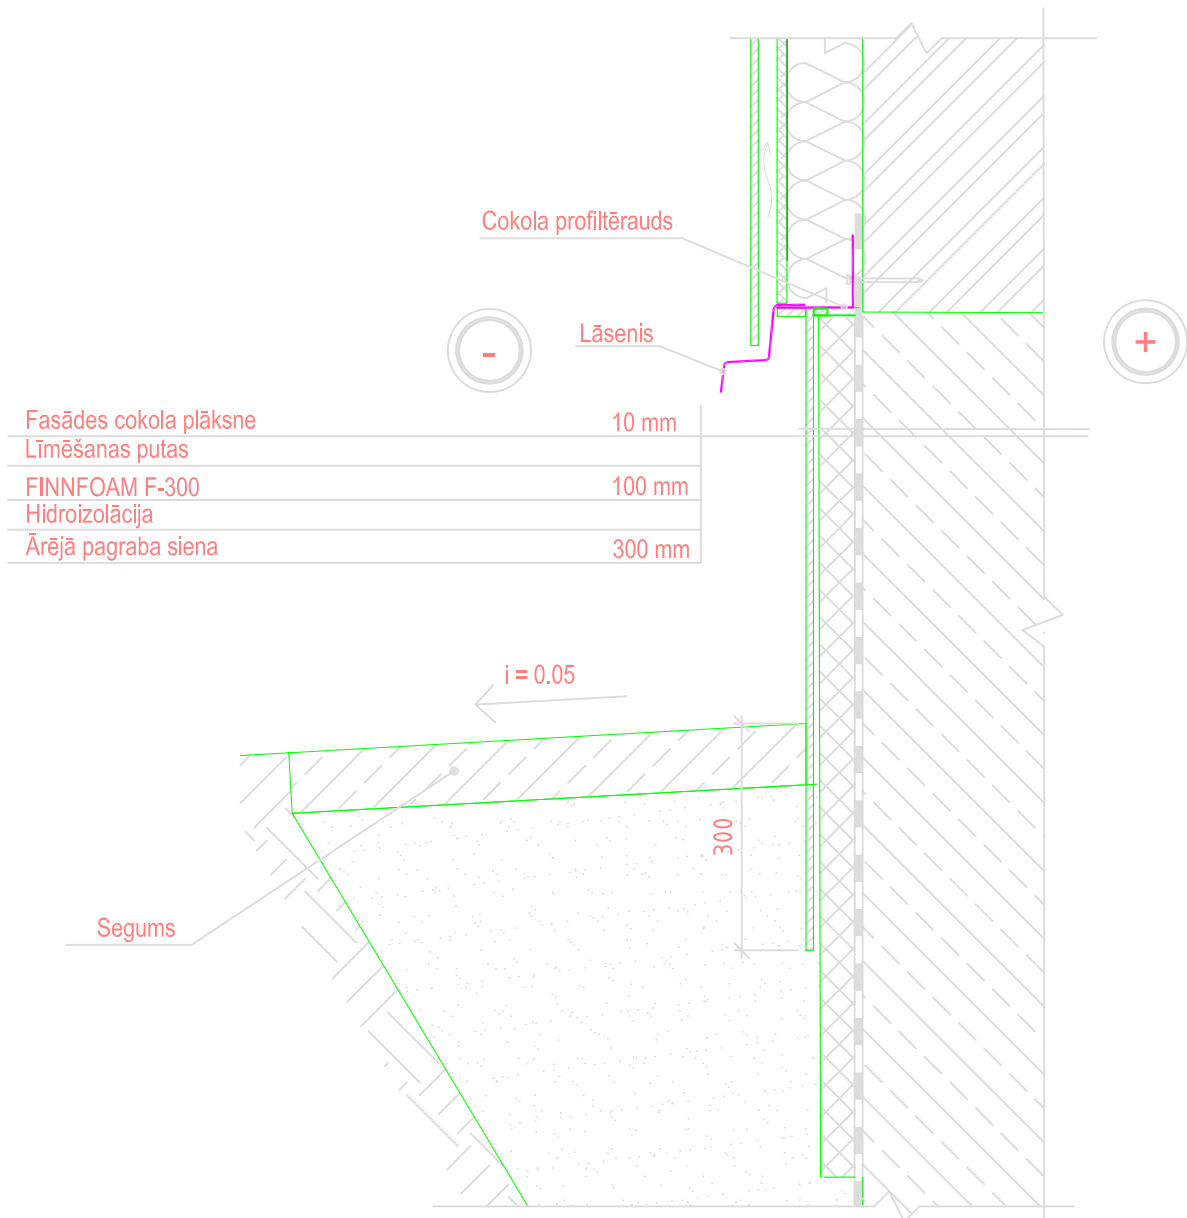 Cokola profiltērauds
Lāsenis
-
+
Fasādes cokola plāksne 10 mm
Līmēšanas putas
FINNFOAM F-300 100 mm
Hidroizolācija
Ārējā pagraba siena 300 mm
i = 0.05
300
Segums